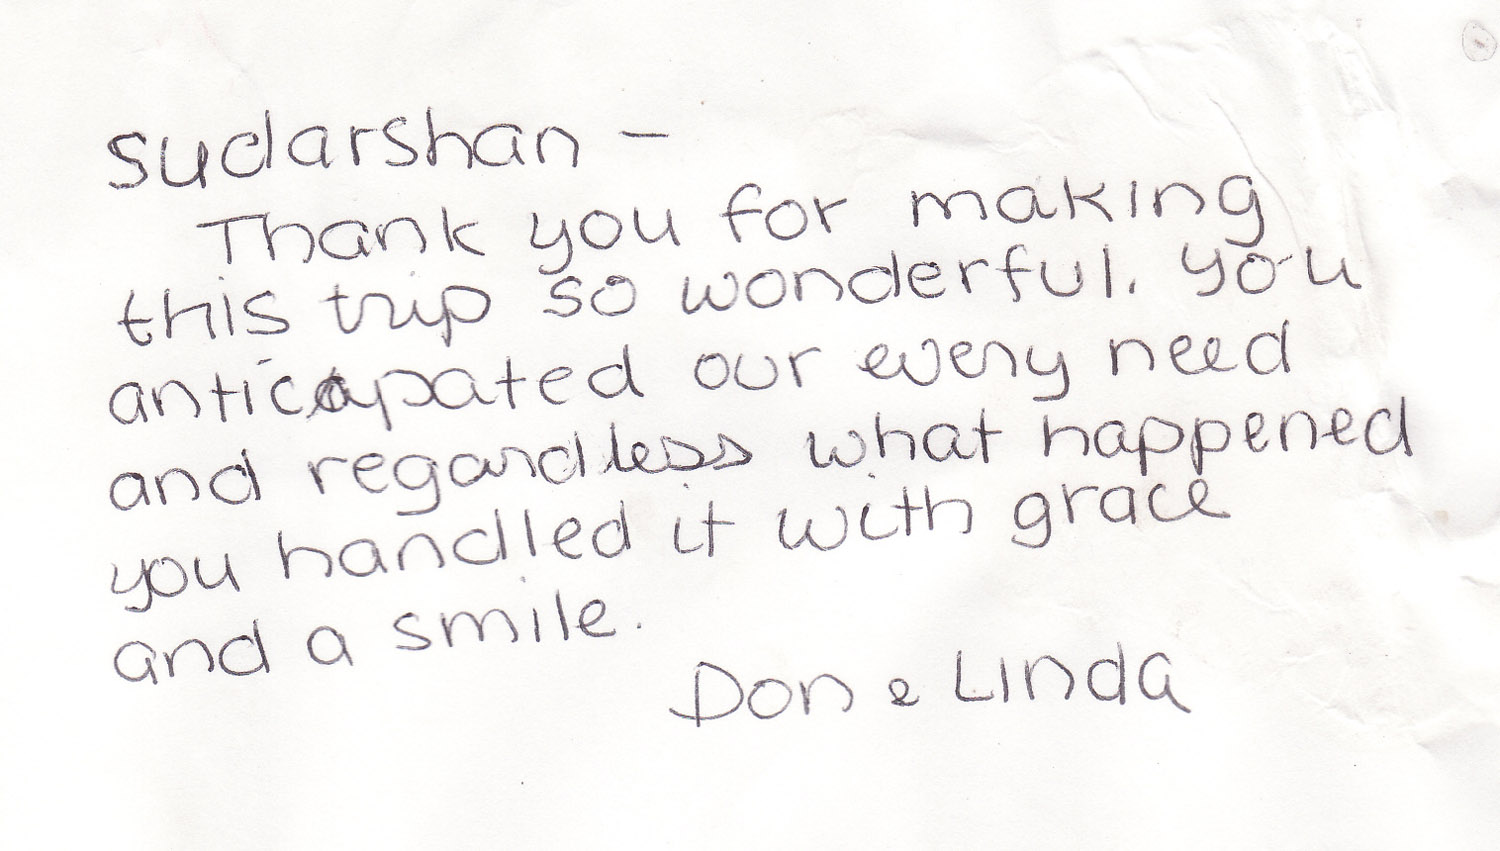 Sudarshan -
Thank you for making
this trip so wonderful. You
anticapated our every need
and regardless what happened
you handled it with grace
and a smile.
Don & Linda